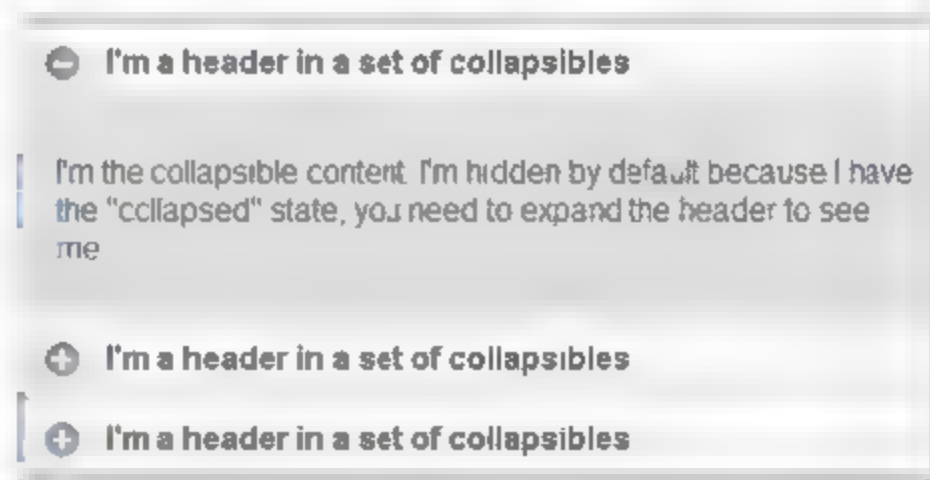 I'm a header in a set of collapsibles
I'm the collapsible content. I'm hidden by default because I have
the "collapsed" state, you need to expand the header to see
me
I'm a header in a set of collapsibles
I'm a header in a set of collapsibles